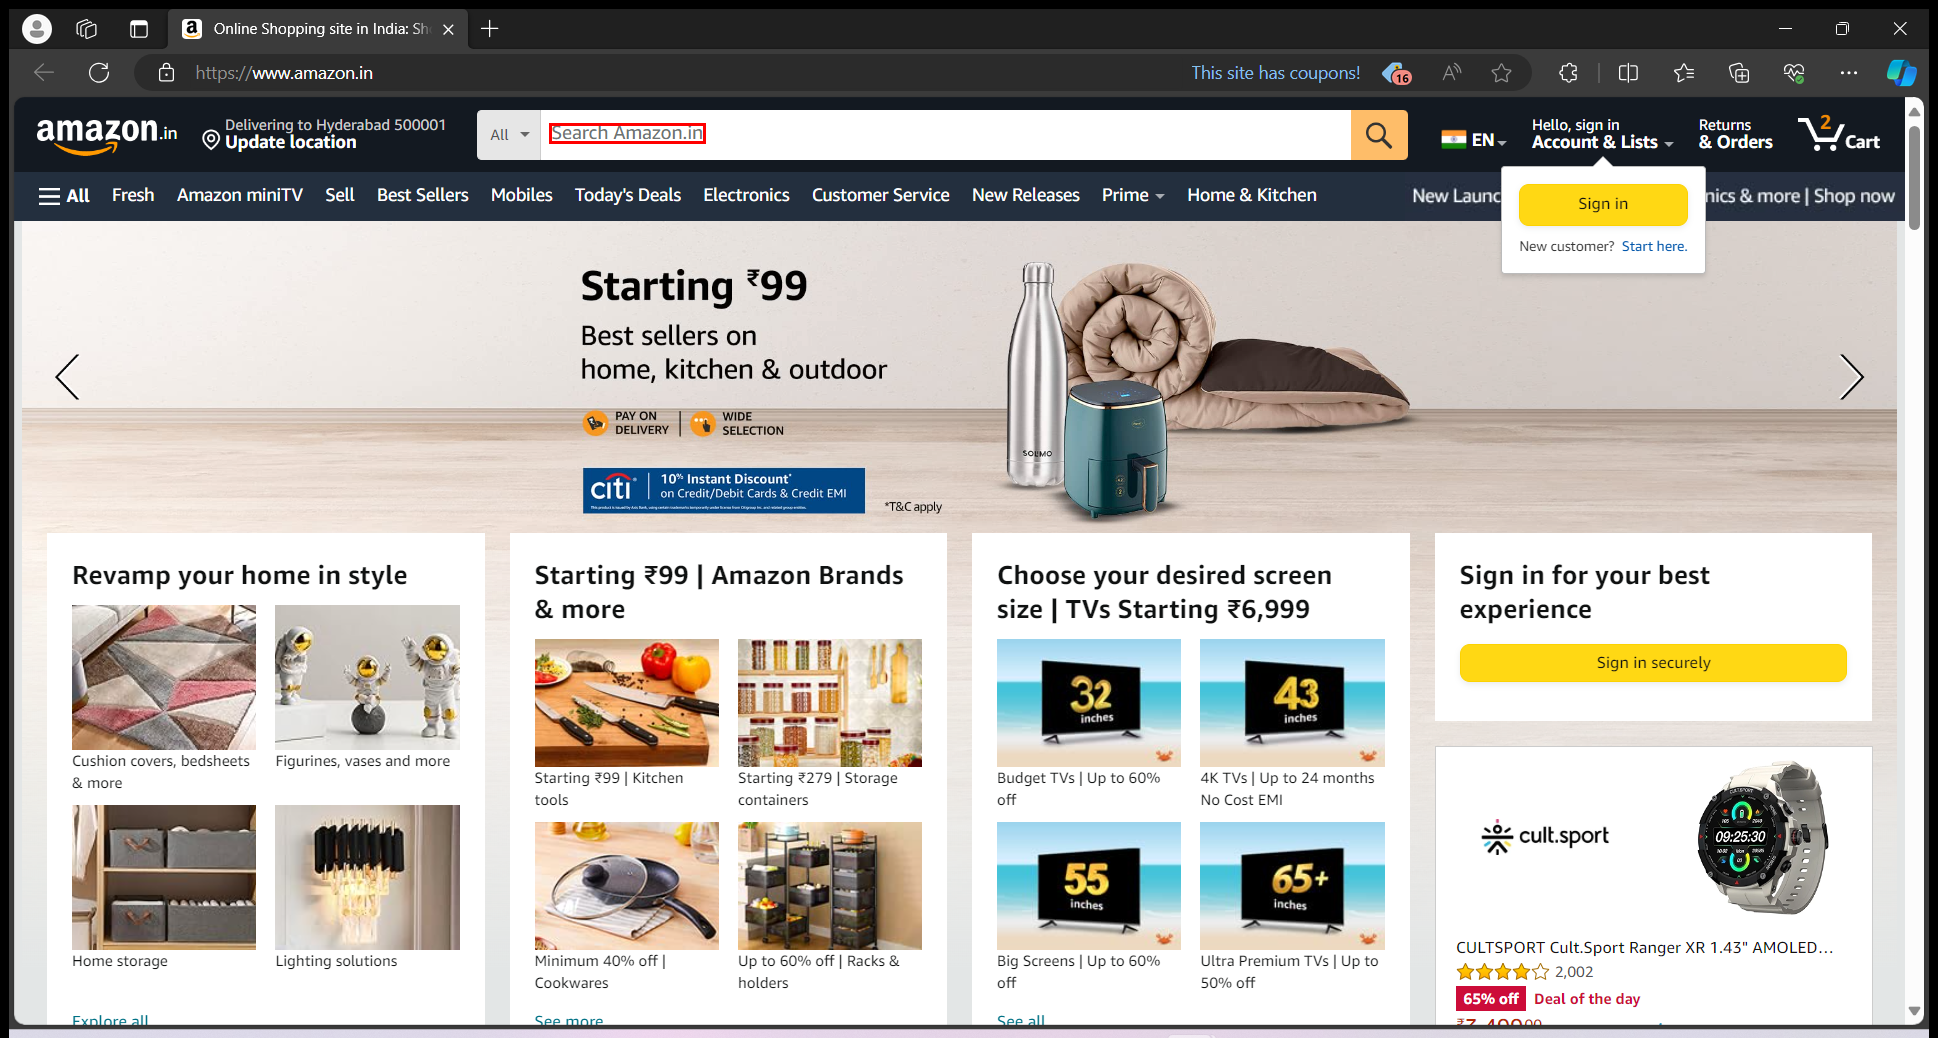 Online Shopping site in India: Sh
https://www.amazon.in
This site has coupons!
16
amazon.in
Delivering to Hyderabad 500001
Update location
All
Search Amazon.in
EN
Hello, sign in
Account & Lists
Returns
& Orders
2
Cart
All
Fresh
Amazon miniTV
Sell
Best Sellers
Mobiles
Today's Deals
Electronics
Customer Service
New Releases
Prime
Home & Kitchen
New Launc
nics & more | Shop now
Sign in
New customer? Start here.
Starting ₹99
Best sellers on
home, kitchen & outdoor
PAY ON
DELIVERY
WIDE
SELECTION
citi
10% Instant Discount*
on Credit/Debit Cards & Credit EMI
*T&C apply
SOLIMO
Revamp your home in style
Cushion covers, bedsheets
& more
Figurines, vases and more
Home storage
Lighting solutions
Explore all
Starting ₹99 | Amazon Brands
& more
Starting ₹99 | Kitchen
tools
Starting ₹279 | Storage
containers
Minimum 40% off |
Cookwares
Up to 60% off | Racks &
holders
See more
Choose your desired screen
size | TVs Starting ₹6,999
32
inches
43
inches
Budget TVs | Up to 60%
off
4K TVs | Up to 24 months
No Cost EMI
55
inches
65+
inches
Big Screens | Up to 60%
off
Ultra Premium TVs | Up to
50% off
See all
Sign in for your best
experience
Sign in securely
cult.sport
CULTSPORT
09:25:30
CULTSPORT Cult.Sport Ranger XR 1.43" AMOLED...
2,002
65% off
Deal of the day